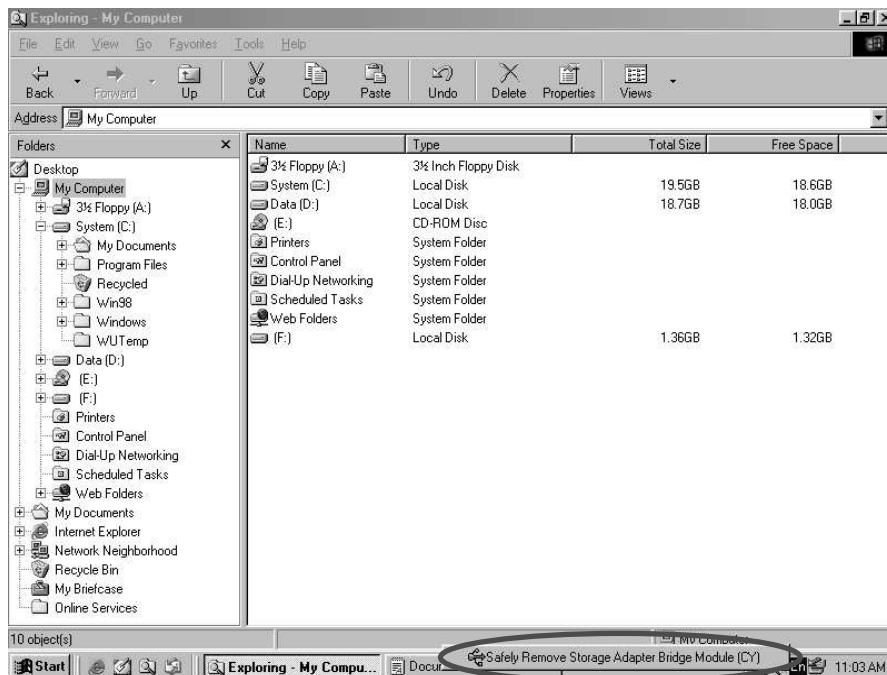 Exploring - My Computer
File Edit View Go Favorites Tools Help
Back Forward Up Cut Copy Paste Undo Delete Properties Views
Address My Computer
Folders
Desktop
My Computer
3½ Floppy (A:)
System (C:)
My Documents
Program Files
Recycled
Win98
Windows
WUTemp
Data (D:)
(E:)
(F:)
Printers
Control Panel
Dial-Up Networking
Scheduled Tasks
Web Folders
My Documents
Internet Explorer
Network Neighborhood
Recycle Bin
My Briefcase
Online Services
Name Type Total Size Free Space
3½ Floppy (A:) 3½ Inch Floppy Disk
System (C:) Local Disk 19.5GB 18.6GB
Data (D:) Local Disk 18.7GB 18.0GB
(E:) CD-ROM Disc
Printers System Folder
Control Panel System Folder
Dial-Up Networking System Folder
Scheduled Tasks System Folder
Web Folders System Folder
(F:) Local Disk 1.36GB 1.32GB
10 object(s) My Computer
Safely Remove Storage Adapter Bridge Module (CY)
Start Exploring - My Compu... Docu... En 11:03 AM